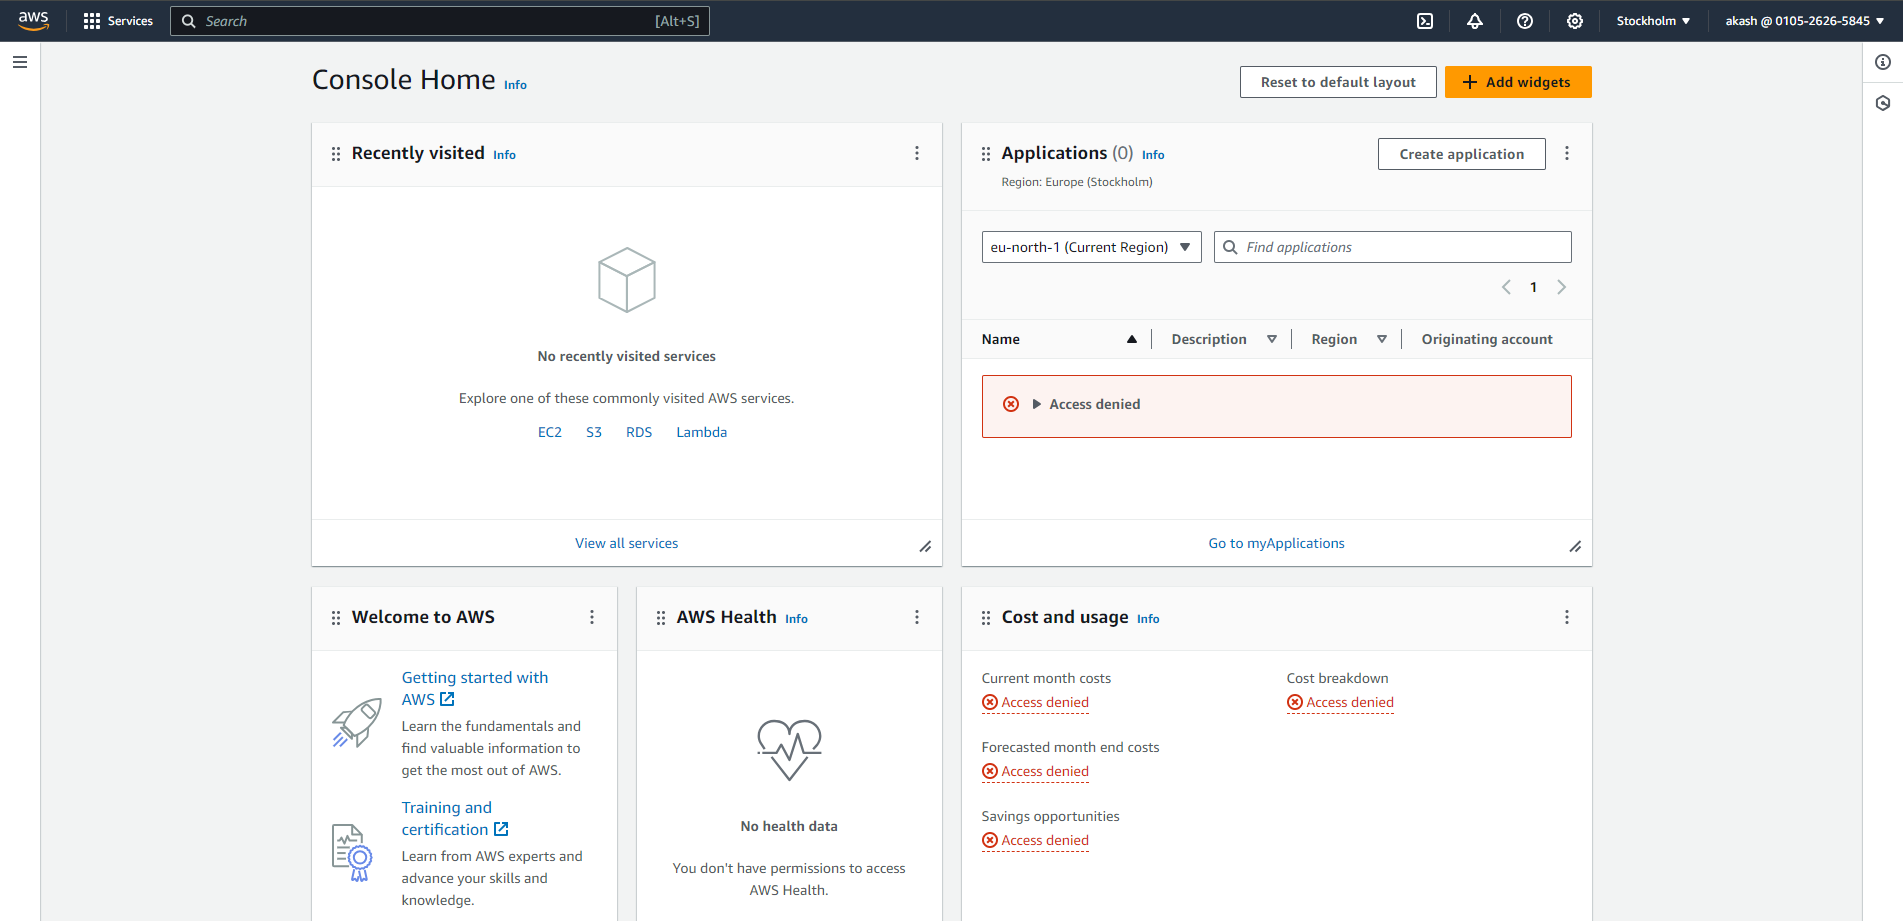 aws
Services
Search
[Alt+S]
Stockholm
akash @ 0105-2626-5845
Console Home Info
Reset to default layout
Add widgets
Recently visited Info
No recently visited services
Explore one of these commonly visited AWS services.
EC2 S3 RDS Lambda
View all services
Applications (0) Info
Region: Europe (Stockholm)
Create application
eu-north-1 (Current Region)
Find applications
1
Name Description Region Originating account
Access denied
Go to myApplications
Welcome to AWS
Getting started with
AWS
Learn the fundamentals and
find valuable information to
get the most out of AWS.
Training and
certification
Learn from AWS experts and
advance your skills and
knowledge.
AWS Health Info
No health data
You don't have permissions to access
AWS Health.
Cost and usage Info
Current month costs
Access denied
Forecasted month end costs
Access denied
Savings opportunities
Access denied
Cost breakdown
Access denied